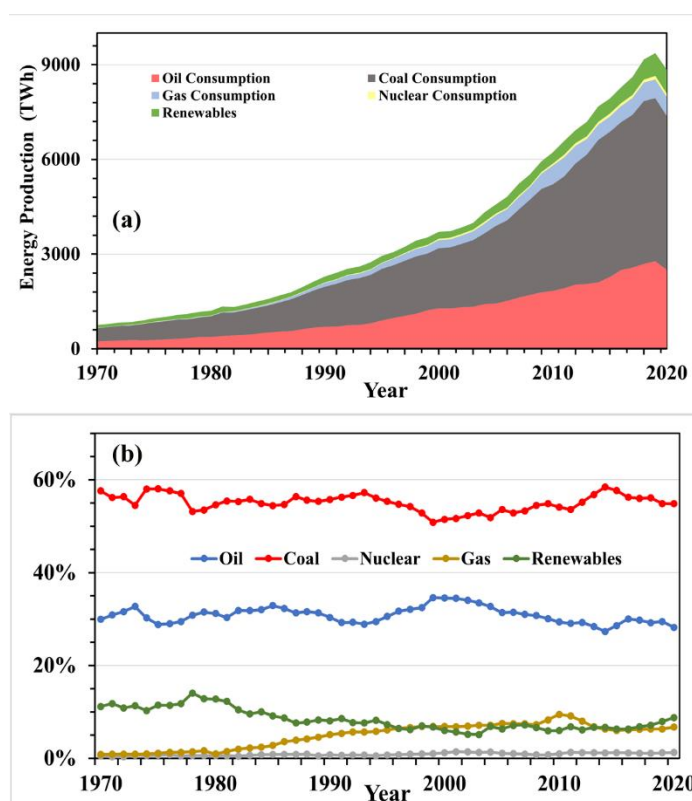 9000
Oil Consumption Coal Consumption
Gas Consumption Nuclear Consumption
Renewables
6000
Energy Production (TWh)
(a)
3000
0
1970 1980 1990 2000 2010 2020
Year
(b)
60%
Oil Coal Nuclear Gas Renewables
40%
20%
0%
1970 1980 1990 2000 2010 2020
Year